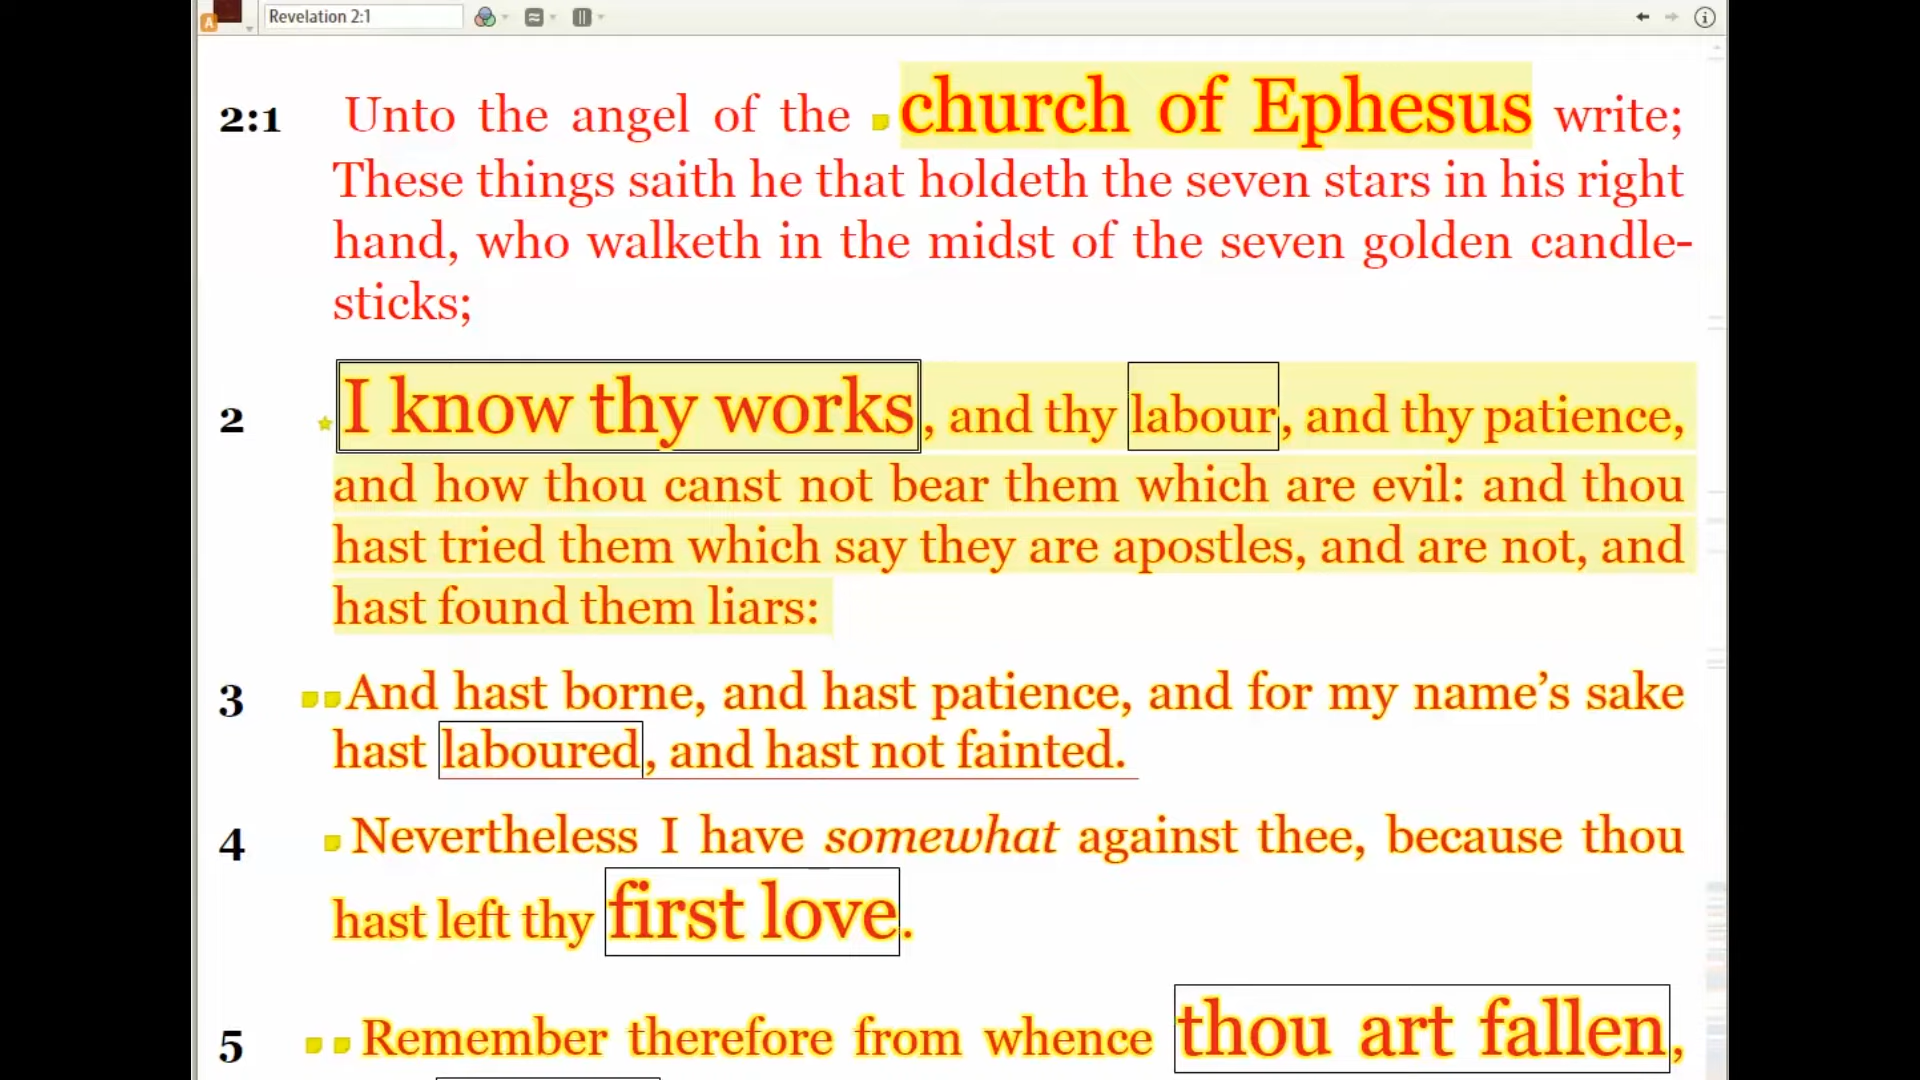 A
Revelation 2:1
2:1 Unto the angel of the church of Ephesus write;
These things saith he that holdeth the seven stars in his right
hand, who walketh in the midst of the seven golden candle-
sticks;
2 I know thy works, and thy labour, and thy patience,
and how thou canst not bear them which are evil: and thou
hast tried them which say they are apostles, and are not, and
hast found them liars:
3 And hast borne, and hast patience, and for my name’s sake
hast laboured, and hast not fainted.
4 Nevertheless I have somewhat against thee, because thou
hast left thy first love.
5 Remember therefore from whence thou art fallen,